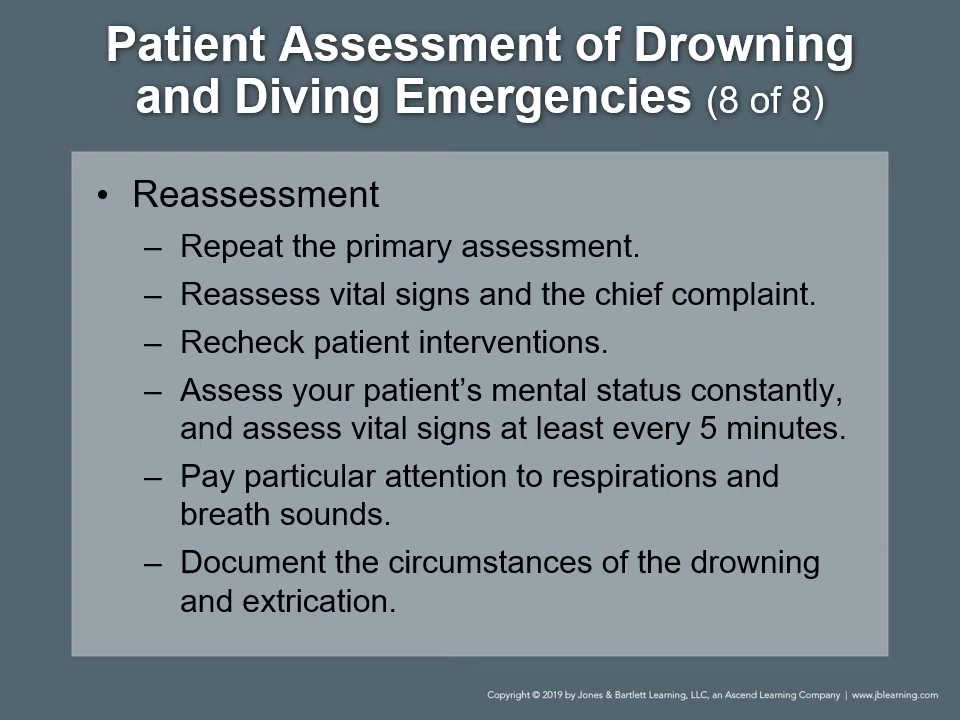 Patient Assessment of Drowning
and Diving Emergencies (8 of 8)
• Reassessment
– Repeat the primary assessment.
– Reassess vital signs and the chief complaint.
– Recheck patient interventions.
– Assess your patient’s mental status constantly,
and assess vital signs at least every 5 minutes.
– Pay particular attention to respirations and
breath sounds.
– Document the circumstances of the drowning
and extrication.
Copyright © 2019 by Jones & Bartlett Learning, LLC, an Ascend Learning Company | www.jblearning.com